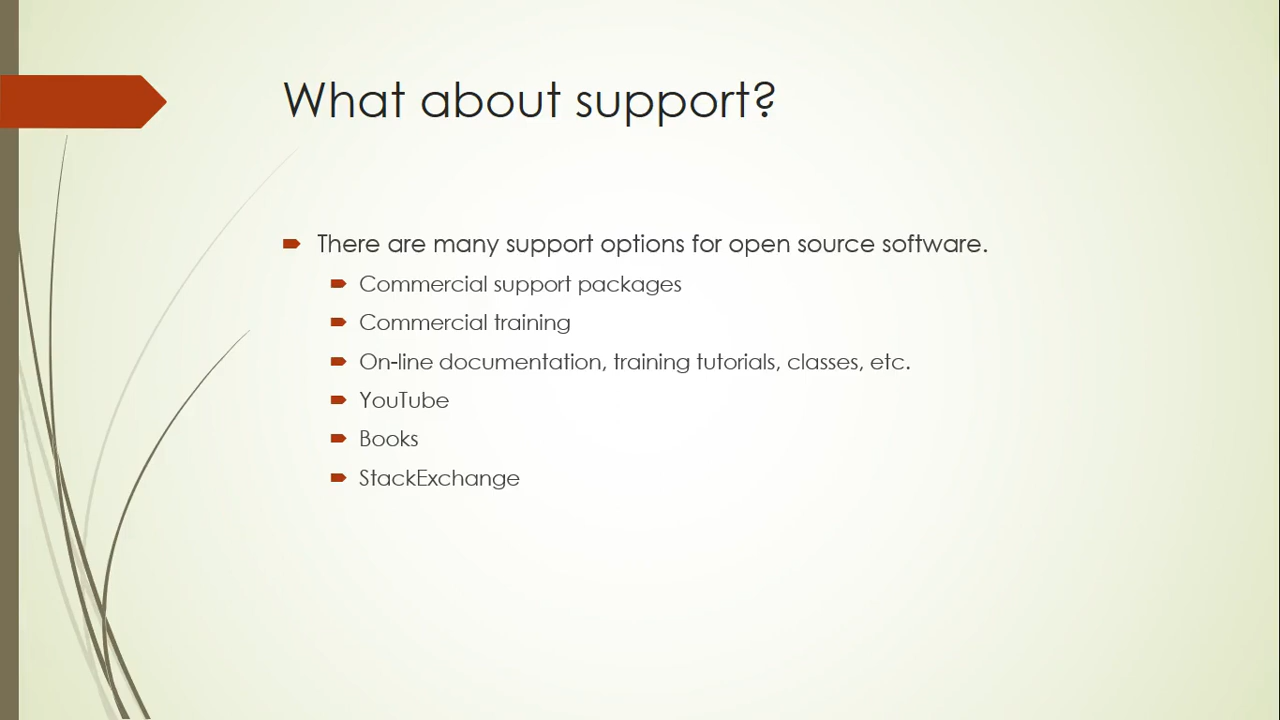 What about support?
There are many support options for open source software.
Commercial support packages
Commercial training
On-line documentation, training tutorials, classes, etc.
YouTube
Books
StackExchange